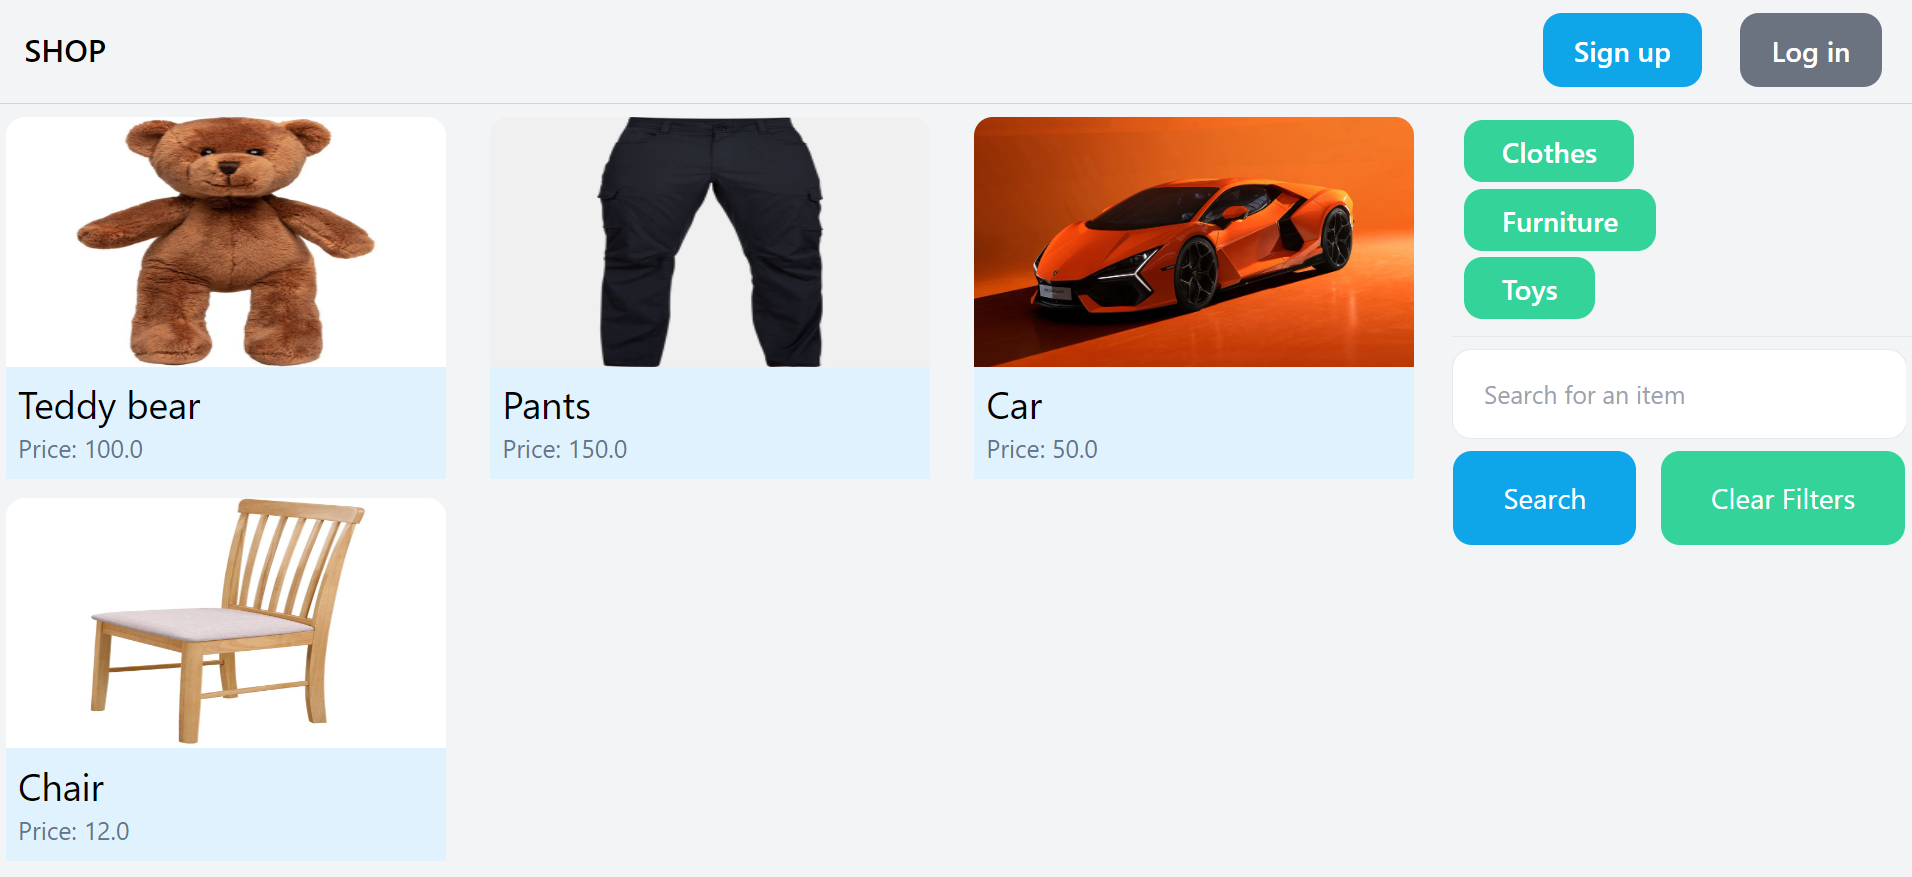 SHOP
Sign up
Log in
Teddy bear
Price: 100.0
Pants
Price: 150.0
Car
Price: 50.0
Chair
Price: 12.0
Clothes
Furniture
Toys
Search for an item
Search
Clear Filters